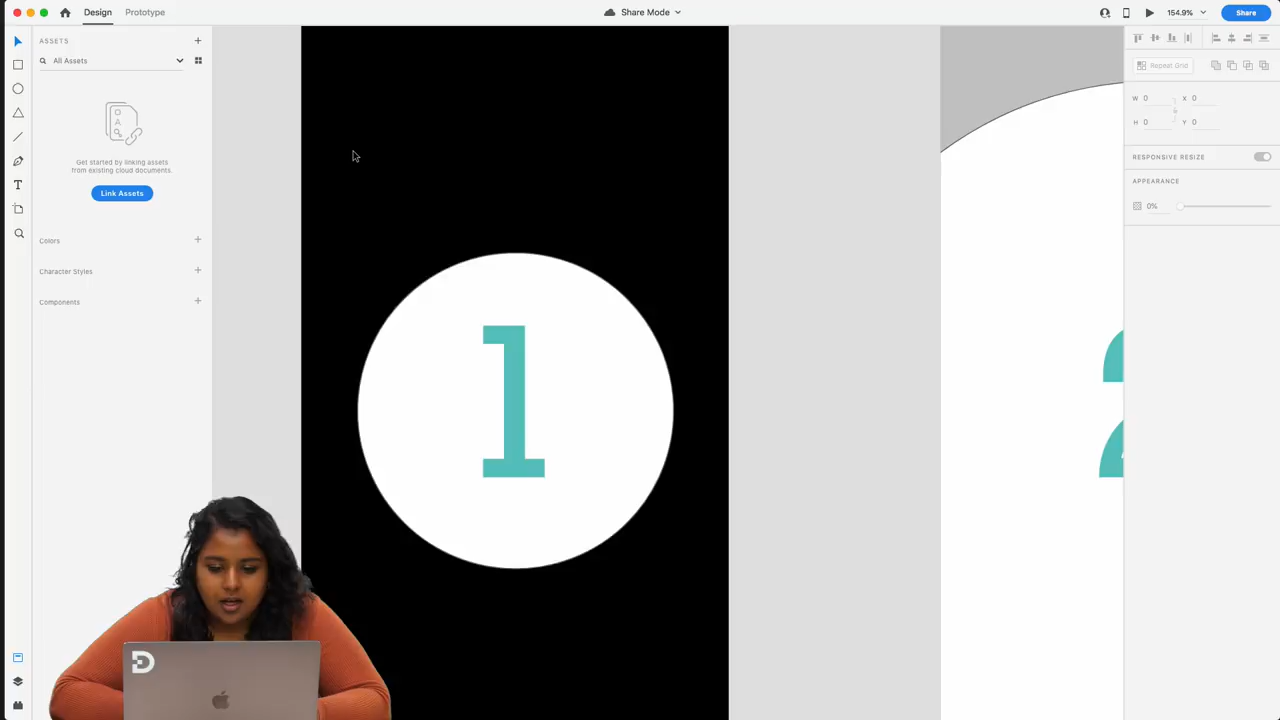 Design Prototype
Share Mode
154.9%
Share
ASSETS
All Assets
Get started by linking assets
from existing cloud documents.
Link Assets
Colors
Character Styles
Components
1
2
Repeat Grid
W 0 X 0
H 0 Y 0
RESPONSIVE RESIZE
APPEARANCE
0%
D